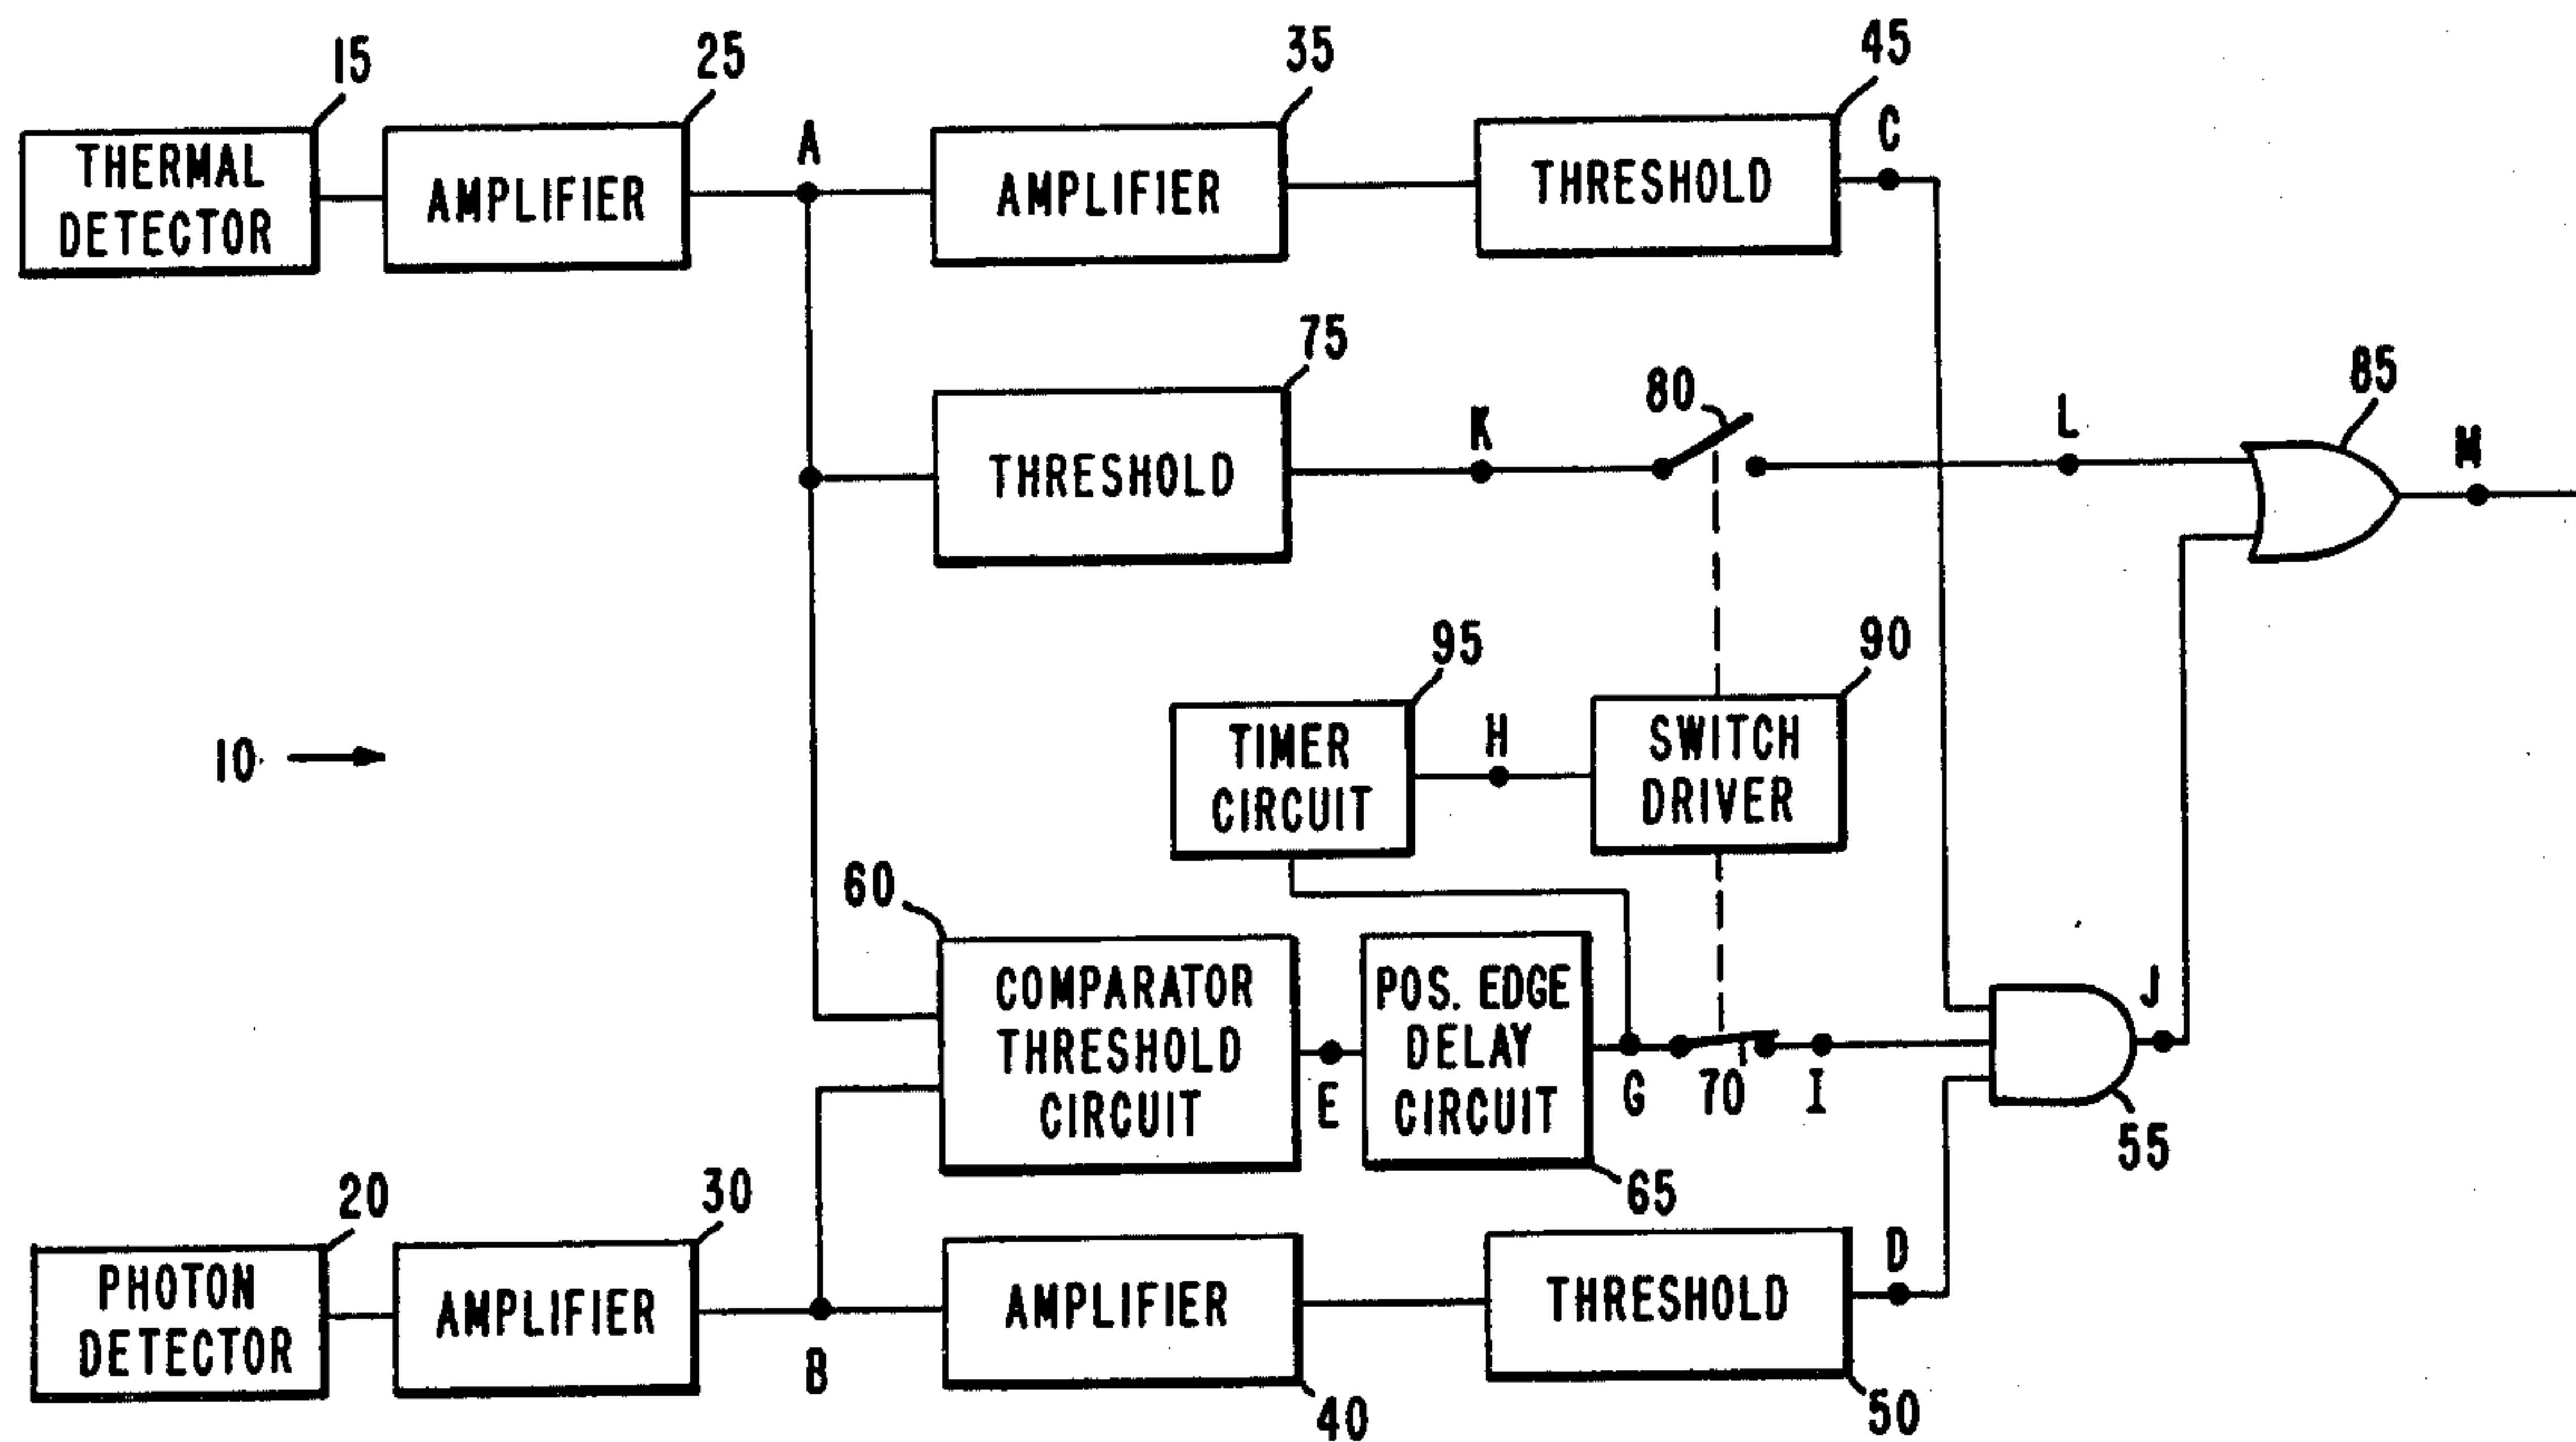 15
25
35
45
THERMAL
DETECTOR
AMPLIFIER
A
AMPLIFIER
THRESHOLD
C
75
THRESHOLD
K
80
L
85
M
10
95
TIMER
CIRCUIT
H
90
SWITCH
DRIVER
60
COMPARATOR
THRESHOLD
CIRCUIT
E
POS. EDGE
DELAY
CIRCUIT
65
G
70
I
J
55
20
PHOTON
DETECTOR
30
AMPLIFIER
B
AMPLIFIER
40
THRESHOLD
50
D